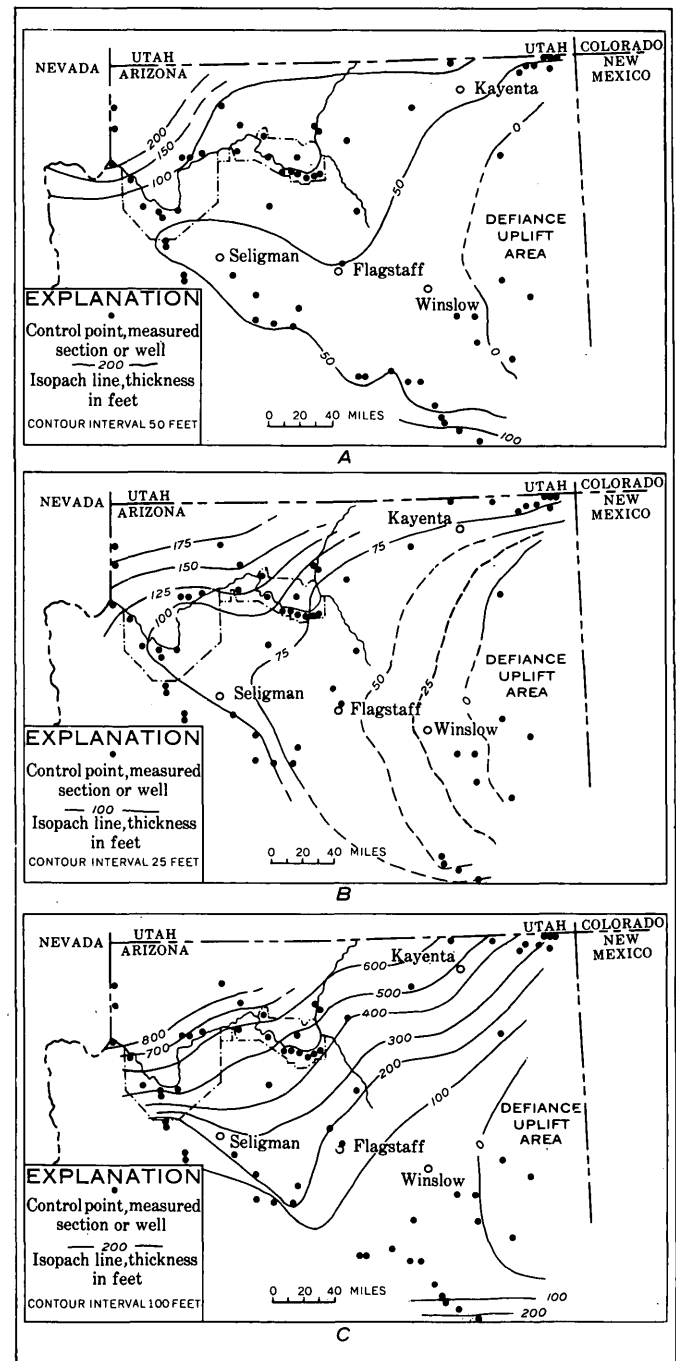 UTAH COLORADO
NEVADA UTAH NEW
ARIZONA MEXICO
Kayenta
200
150
100
0
50
DEFIANCE
UPLIFT
AREA
Seligman
Flagstaff
Winslow
EXPLANATION
Control point, measured
section or well
200
Isopach line, thickness
in feet
CONTOUR INTERVAL 50 FEET
0
50
0 20 40 MILES
100
A
UTAH COLORADO
NEVADA UTAH NEW
ARIZONA MEXICO
Kayenta
175
75
150
125
100
75
DEFIANCE
UPLIFT
AREA
50
25
0
Seligman
Flagstaff
Winslow
EXPLANATION
Control point, measured
section or well
100
Isopach line, thickness
in feet
CONTOUR INTERVAL 25 FEET
0 20 40 MILES
B
UTAH COLORADO
NEVADA UTAH NEW
ARIZONA MEXICO
Kayenta
600
500
400
800
700
300
200
100
DEFIANCE
UPLIFT
AREA
0
Seligman
Flagstaff
Winslow
EXPLANATION
Control point, measured
section or well
200
Isopach line, thickness
in feet
CONTOUR INTERVAL 100 FEET
0 20 40 MILES
100
200
C